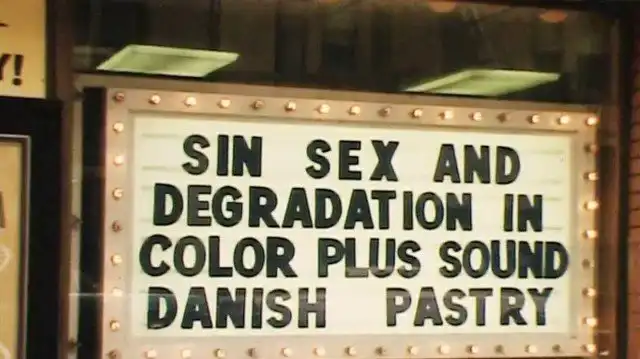 Y!
SIN SEX AND
DEGRADATION IN
COLOR PLUS SOUND
DANISH PASTRY